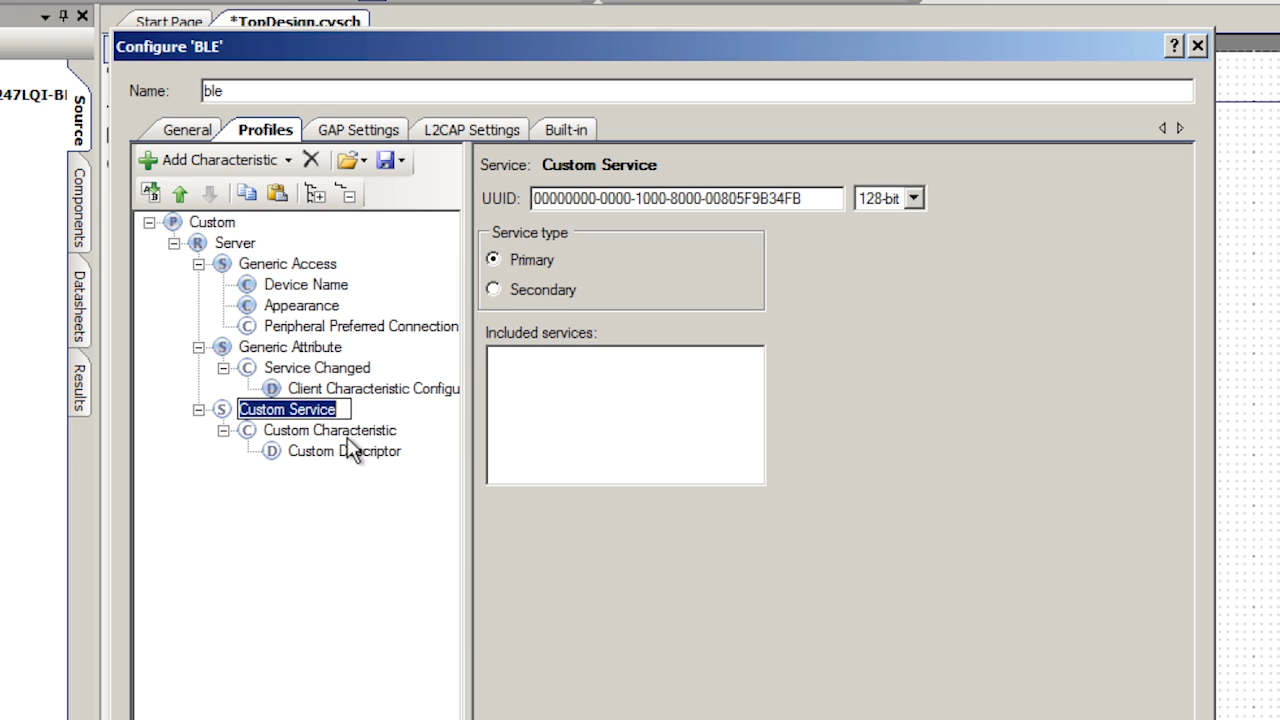 Start Page
*TopDesign.cysch
Configure 'BLE'
?
247LQI-BL
Source
Components
Datasheets
Results
Name:
ble
General
Profiles
GAP Settings
L2CAP Settings
Built-in
Add Characteristic
Custom
Server
Generic Access
Device Name
Appearance
Peripheral Preferred Connection
Generic Attribute
Service Changed
Client Characteristic Configu
Custom Service
Custom Characteristic
Custom Descriptor
Service: Custom Service
UUID: 00000000-0000-1000-8000-00805F9B34FB 128-bit
Service type
Primary
Secondary
Included services: